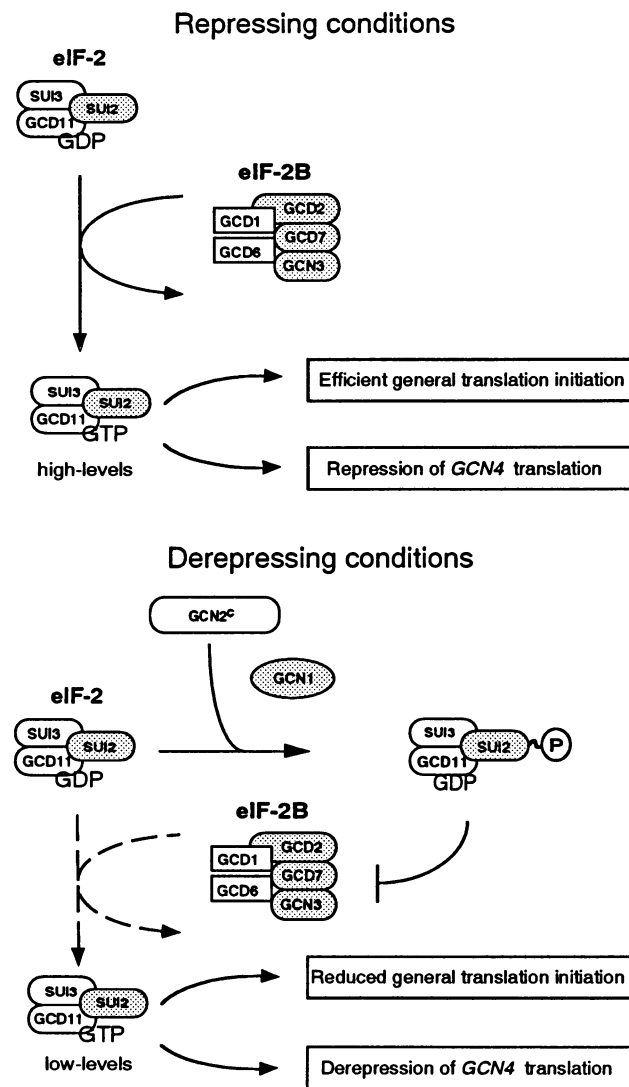 Repressing conditions
eIF-2
SUI3
SUI2
GCD11
GDP
eIF-2B
GCD2
GCD1
GCD7
GCD6
GCN3
SUI3
SUI2
GCD11
GTP
high-levels
Efficient general translation initiation
Repression of GCN4 translation
Derepressing conditions
GCN2c
GCN1
eIF-2
SUI3
SUI2
GCD11
GDP
SUI3
SUI2
P
GCD11
GDP
eIF-2B
GCD2
GCD1
GCD7
GCD6
GCN3
SUI3
SUI2
GCD11
GTP
low-levels
Reduced general translation initiation
Derepression of GCN4 translation